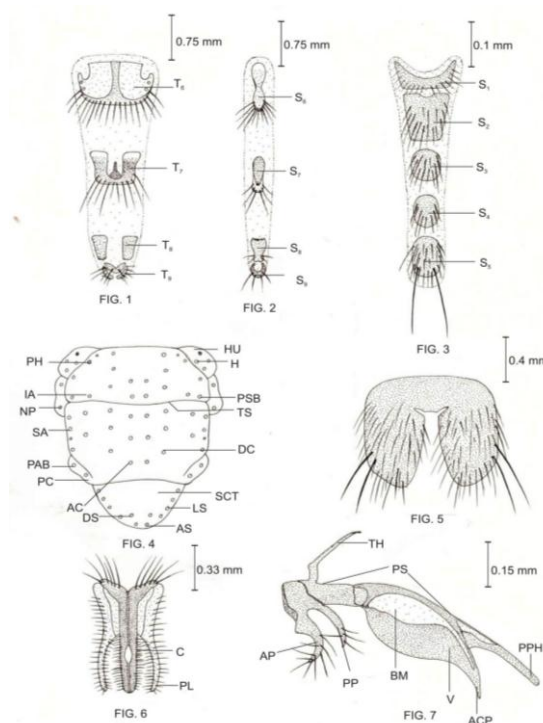 0.75 mm
T₆
T₇
T₈
T₉
FIG. 1
0.75 mm
S₆
S₇
S₈
S₉
FIG. 2
0.1 mm
S₁
S₂
S₃
S₄
S₅
FIG. 3
PH
IA
NP
SA
PAB
PC
AC
DS
HU
H
PSB
TS
DC
SCT
LS
AS
FIG. 4
0.4 mm
FIG. 5
0.33 mm
C
PL
FIG. 6
TH
PS
0.15 mm
AP
PP
BM
V
PPH
ACP
FIG. 7